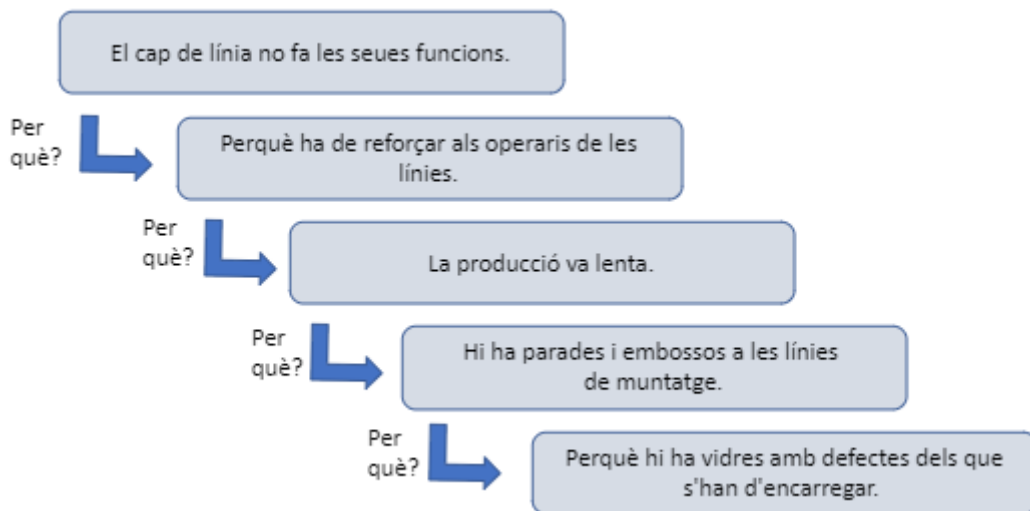 El cap de línia no fa les seues funcions.
Per
què?
Perquè ha de reforçar als operaris de les
línies.
Per
què?
La producció va lenta.
Per
què?
Hi ha parades i embossos a les línies
de muntatge.
Per
què?
Perquè hi ha vidres amb defectes dels que
s'han d'encarregar.